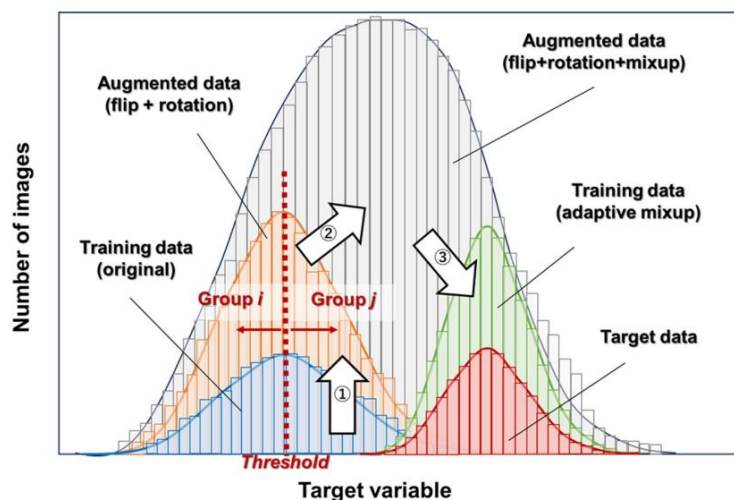 Augmented data
(flip + rotation)
Augmented data
(flip+rotation+mixup)
Training data
(original)
Training data
(adaptive mixup)
Target data
②
③
Group i
Group j
①
Threshold
Number of images
Target variable